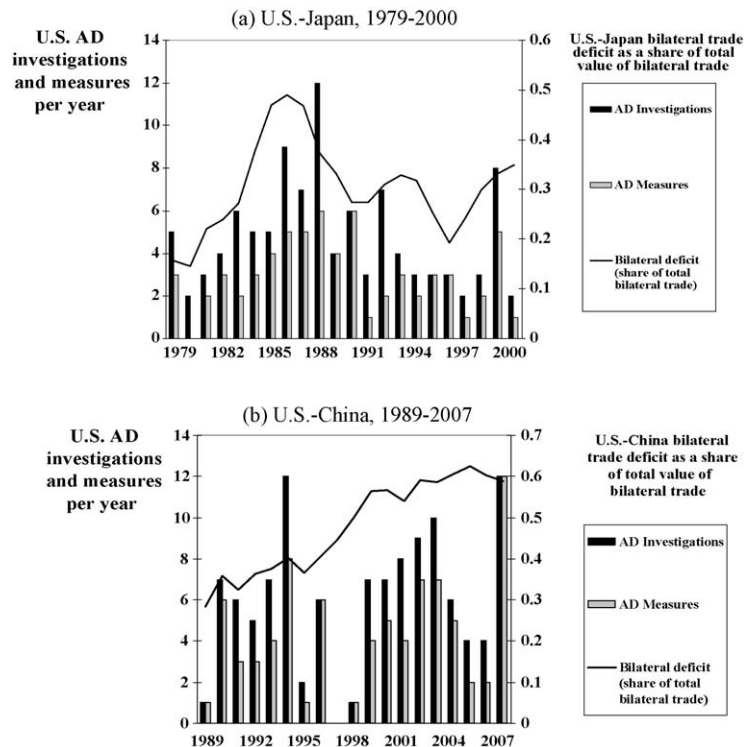 (a) U.S.-Japan, 1979-2000
U.S. AD
investigations
and measures
per year
14
12
10
8
6
4
2
0
0.6
0.5
0.4
0.3
0.2
0.1
0
1979 1982 1985 1988 1991 1994 1997 2000
U.S.-Japan bilateral trade
deficit as a share of total
value of bilateral trade
AD Investigations
AD Measures
Bilateral deficit
(share of total
bilateral trade)
(b) U.S.-China, 1989-2007
U.S. AD
investigations
and measures
per year
14
12
10
8
6
4
2
0
0.7
0.6
0.5
0.4
0.3
0.2
0.1
0
1989 1992 1995 1998 2001 2004 2007
U.S.-China bilateral
trade deficit as a share
of total value of
bilateral trade
AD Investigations
AD Measures
Bilateral deficit
(share of total
bilateral trade)